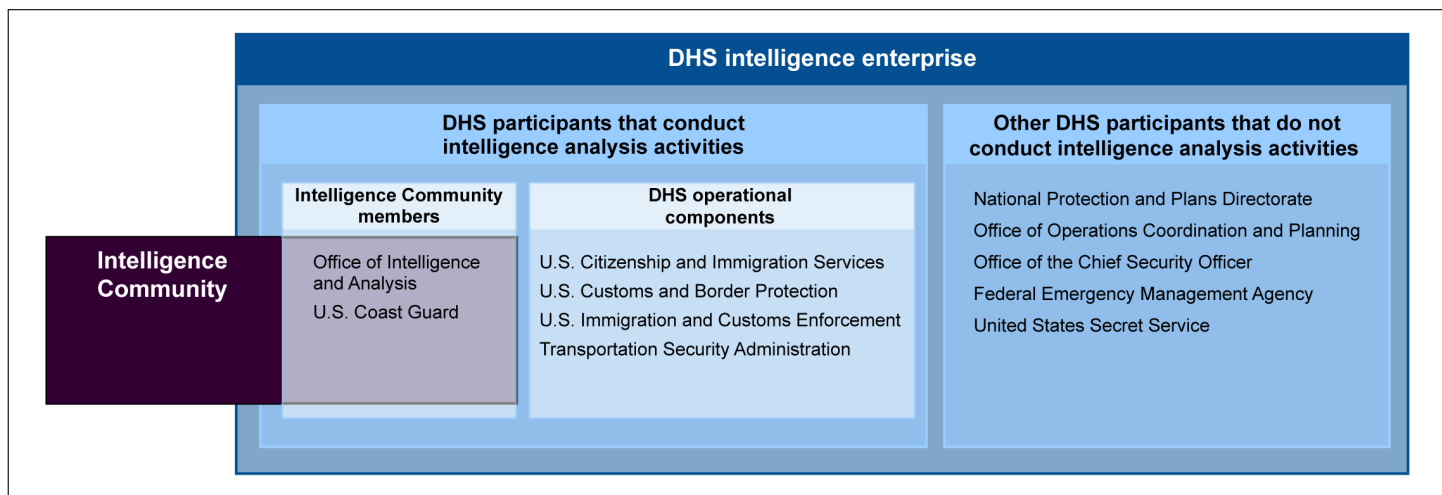 DHS intelligence enterprise
DHS participants that conduct
intelligence analysis activities
Intelligence Community
members
Intelligence
Community
Office of Intelligence
and Analysis
U.S. Coast Guard
DHS operational
components
U.S. Citizenship and Immigration Services
U.S. Customs and Border Protection
U.S. Immigration and Customs Enforcement
Transportation Security Administration
Other DHS participants that do not
conduct intelligence analysis activities
National Protection and Plans Directorate
Office of Operations Coordination and Planning
Office of the Chief Security Officer
Federal Emergency Management Agency
United States Secret Service